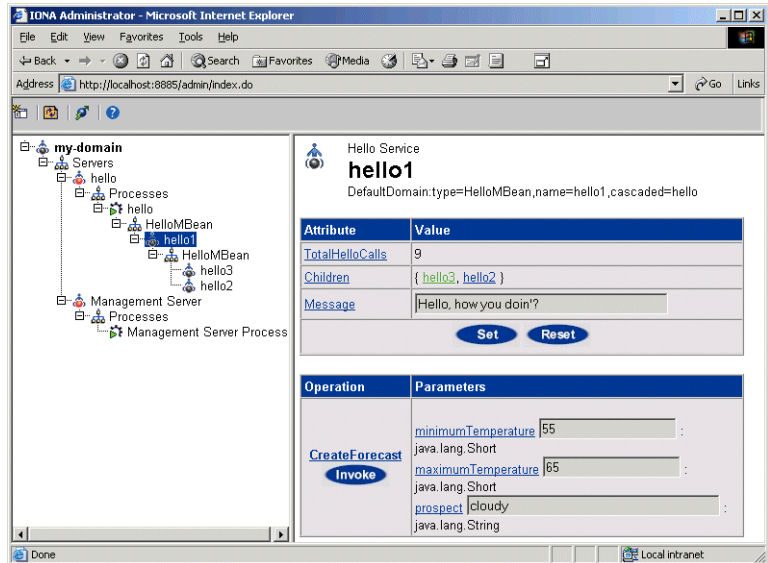 IONA Administrator - Microsoft Internet Explorer
File Edit View Favorites Tools Help
Back Search Favorites Media
Address http://localhost:8885/admin/index.do Go Links
my-domain
Servers
hello
Processes
hello
HelloMBean
hello1
HelloMBean
hello3
hello2
Management Server
Processes
Management Server Process
Hello Service
hello1
DefaultDomain:type=HelloMBean,name=hello1,cascaded=hello
Attribute Value
TotalHelloCalls 9
Children { hello3, hello2 }
Message Hello, how you doin'?
Set Reset
Operation Parameters
CreateForecast
Invoke
minimumTemperature 55 :
java.lang.Short
maximumTemperature 65 :
java.lang.Short
prospect cloudy :
java.lang.String
Done Local intranet